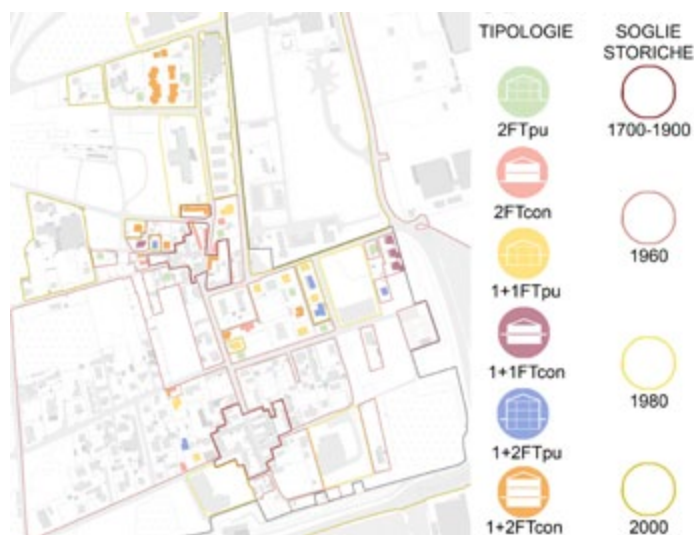 TIPOLOGIE
2FTpu
2FTcon
1+1FTpu
1+1FTcon
1+2FTpu
1+2FTcon
SOGLIE
STORICHE
1700-1900
1960
1980
2000